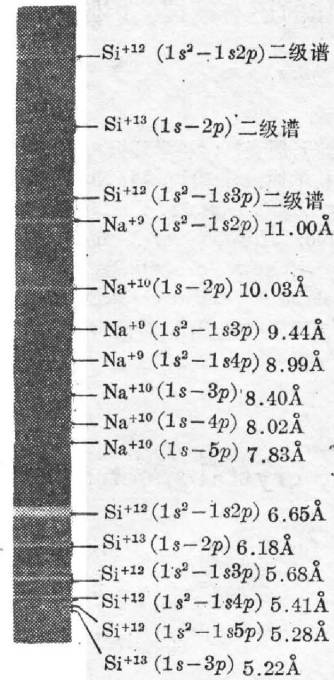 Si⁺¹² (1s²−1s2p)二级谱
Si⁺¹³ (1s−2p) 二级谱
Si⁺¹² (1s²−1s3p)二级谱
Na⁺⁹ (1s²−1s2p) 11.00Å
Na⁺¹⁰(1s−2p) 10.03Å
Na⁺⁹ (1s²−1s3p) 9.44Å
Na⁺⁹ (1s²−1s4p) 8.99Å
Na⁺¹⁰ (1s−3p) 8.40Å
Na⁺¹⁰ (1s−4p) 8.02Å
Na⁺¹⁰ (1s−5p) 7.83Å
Si⁺¹² (1s²−1s2p) 6.65Å
Si⁺¹³ (1s−2p) 6.18Å
Si⁺¹² (1s²−1s3p) 5.68Å
Si⁺¹² (1s²−1s4p) 5.41Å
Si⁺¹² (1s²−1s5p) 5.28Å
Si⁺¹³ (1s−3p) 5.22Å